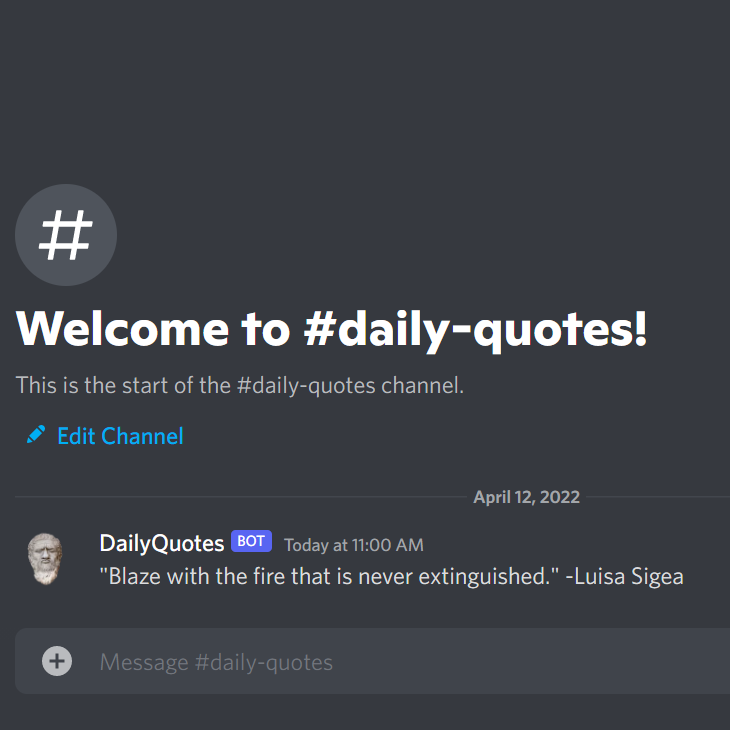 #
Welcome to #daily-quotes!
This is the start of the #daily-quotes channel.
Edit Channel
April 12, 2022
DailyQuotes BOT Today at 11:00 AM
"Blaze with the fire that is never extinguished." -Luisa Sigea
Message #daily-quotes